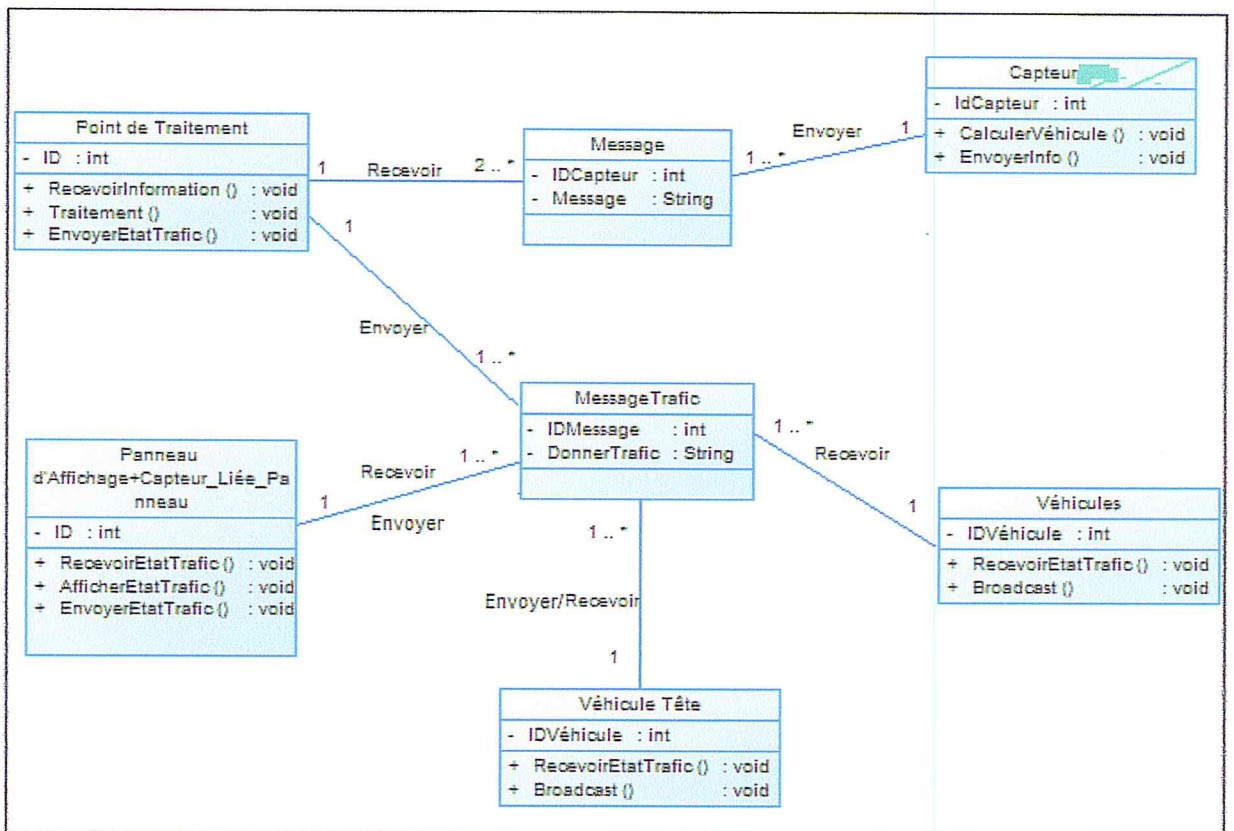 Capteur
- IdCapteur : int
+ CalculerVéhicule () : void
+ EnvoyerInfo () : void
Point de Traitement
- ID : int
+ RecevoirInformation () : void
+ Traitement () : void
+ EnvoyerEtatTrafic () : void
1 Recevoir 2 .. *
Message
- IDCapteur : int
- Message : String
1 .. * Envoyer 1
1
Envoyer
1 .. *
MessageTrafic
- IDMessage : int
- DonnerTrafic : String
Panneau
d'Affichage+Capteur_Liée_Pa
nneau
- ID : int
+ RecevoirEtatTrafic () : void
+ AfficherEtatTrafic () : void
+ EnvoyerEtatTrafic () : void
1 Recevoir 1 .. *
Envoyer
1 .. *
Recevoir
1
Véhicules
- IDVéhicule : int
+ RecevoirEtatTrafic () : void
+ Broadcast () : void
1 .. *
Envoyer/Recevoir
1
Véhicule Tête
- IDVéhicule : int
+ RecevoirEtatTrafic () : void
+ Broadcast () : void